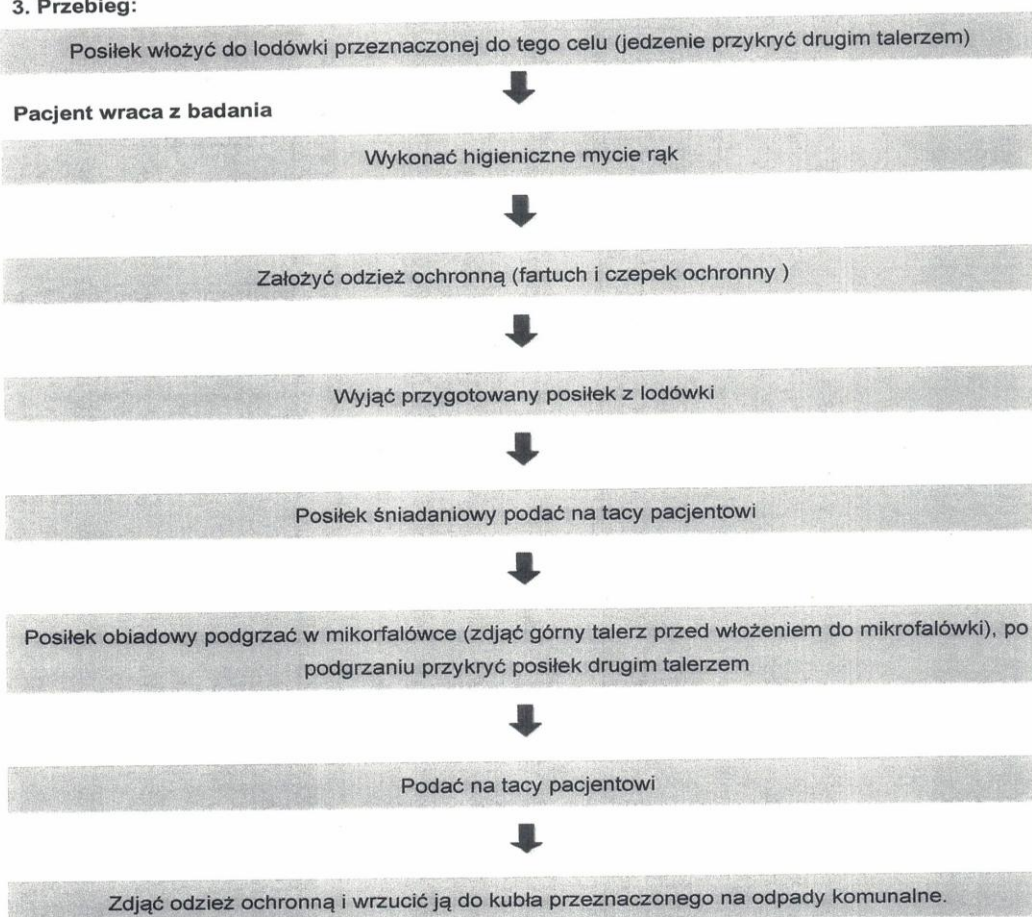 3. Przebieg:
Posiłek włożyć do lodówki przeznaczonej do tego celu (jedzenie przykryć drugim talerzem)
Pacjent wraca z badania
Wykonać higieniczne mycie rąk
Założyć odzież ochronną (fartuch i czepek ochronny )
Wyjąć przygotowany posiłek z lodówki
Posiłek śniadaniowy podać na tacy pacjentowi
Posiłek obiadowy podgrzać w mikorfalówce (zdjąć górny talerz przed włożeniem do mikrofalówki), po
podgrzaniu przykryć posiłek drugim talerzem
Podać na tacy pacjentowi
Zdjąć odzież ochronną i wrzucić ją do kubła przeznaczonego na odpady komunalne.